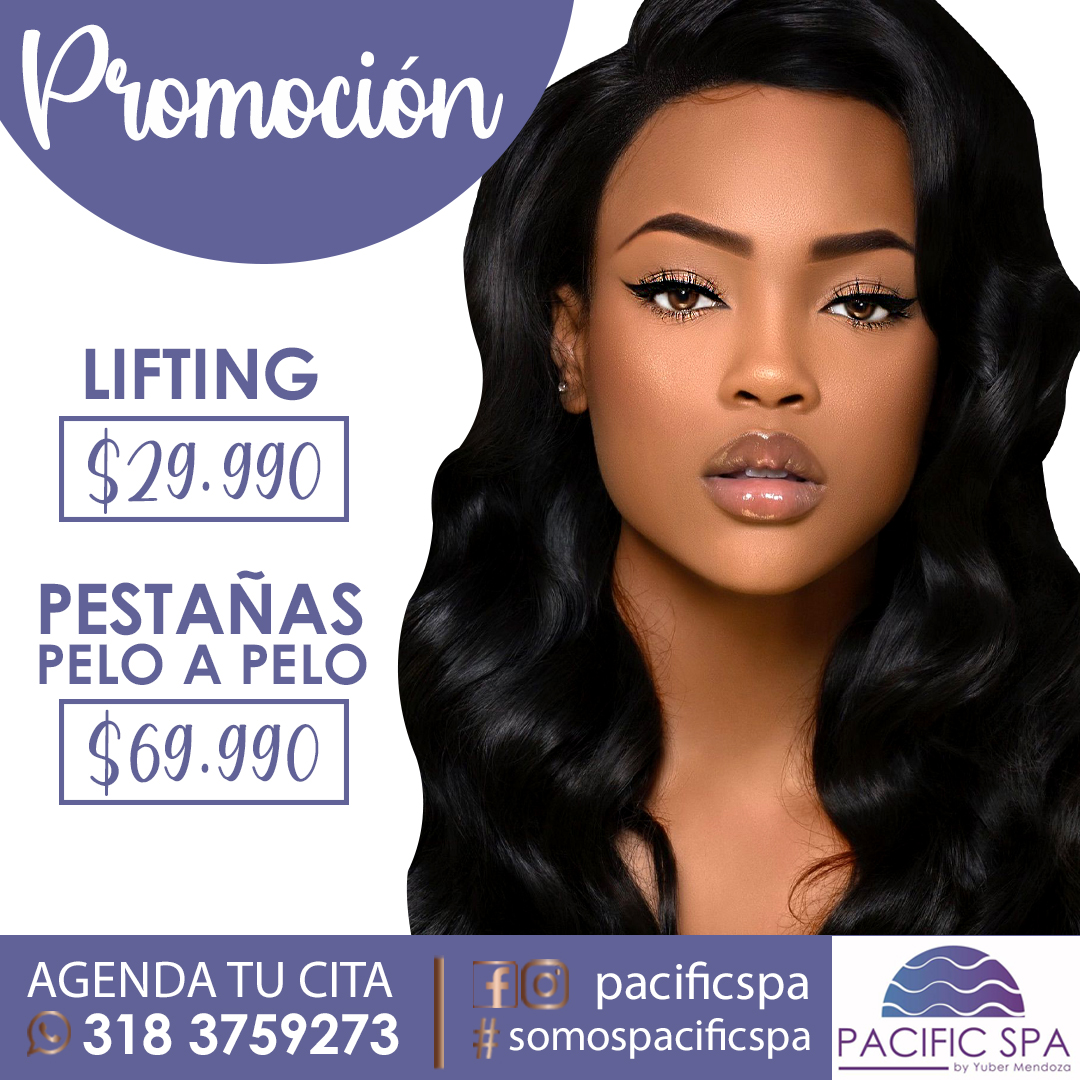 Promoción
LIFTING
$29.990
PESTAÑAS
PELO A PELO
$69.990
AGENDA TU CITA
318 3759273
pacificspa
#somospacificspa
PACIFIC SPA
by Yuber Mendoza